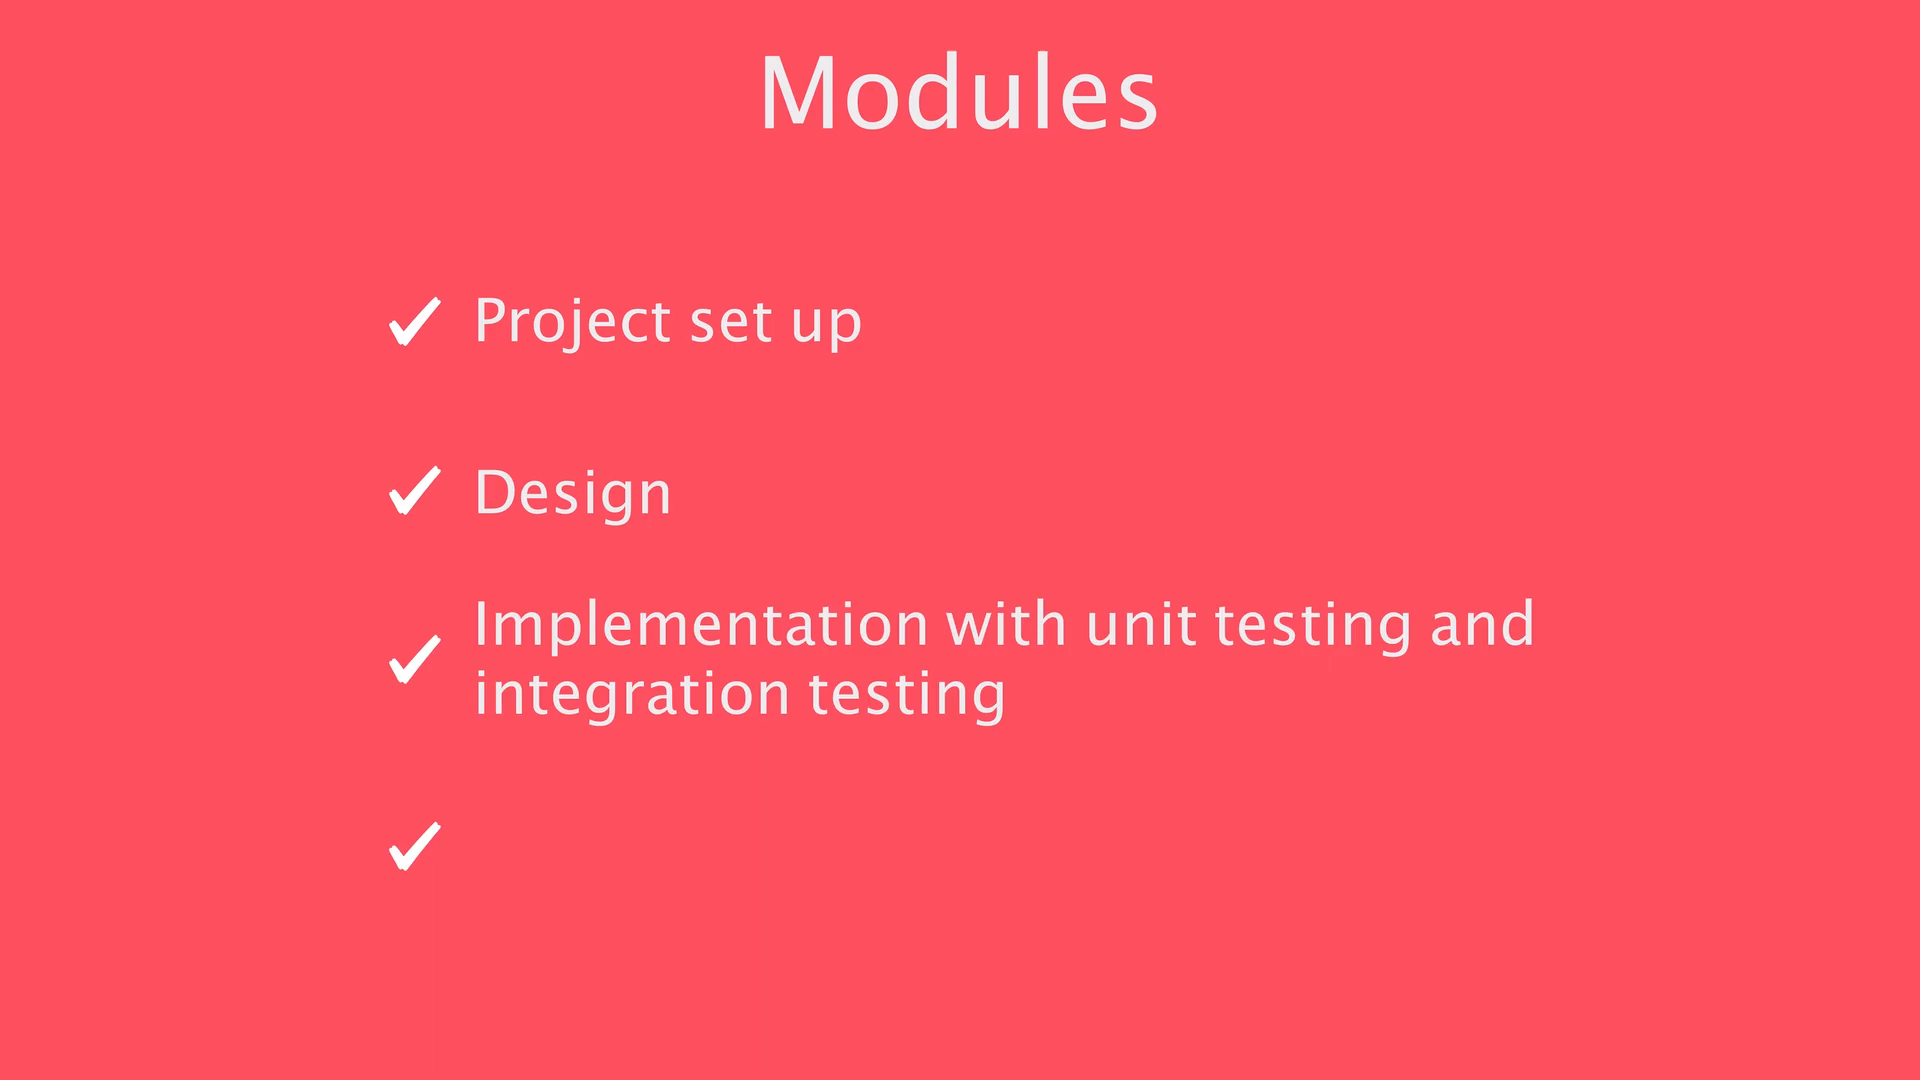 Modules
✓ Project set up
✓ Design
✓ Implementation with unit testing and
integration testing
✓